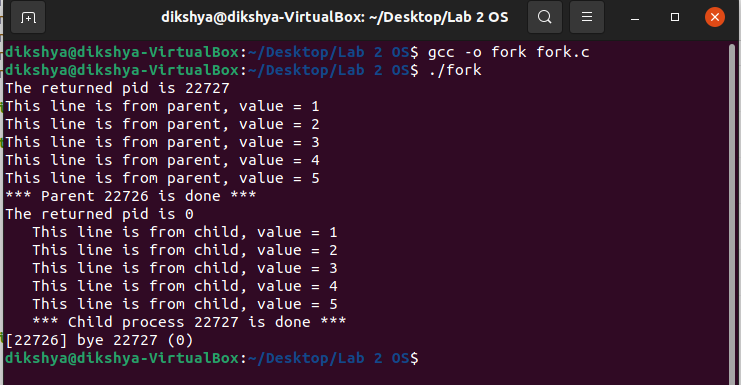 dikshya@dikshya-VirtualBox: ~/Desktop/Lab 2 OS
dikshya@dikshya-VirtualBox:~/Desktop/Lab 2 OS$ gcc -o fork fork.c
dikshya@dikshya-VirtualBox:~/Desktop/Lab 2 OS$ ./fork
The returned pid is 22727
This line is from parent, value = 1
This line is from parent, value = 2
This line is from parent, value = 3
This line is from parent, value = 4
This line is from parent, value = 5
*** Parent 22726 is done ***
The returned pid is 0
   This line is from child, value = 1
   This line is from child, value = 2
   This line is from child, value = 3
   This line is from child, value = 4
   This line is from child, value = 5
   *** Child process 22727 is done ***
[22726] bye 22727 (0)
dikshya@dikshya-VirtualBox:~/Desktop/Lab 2 OS$